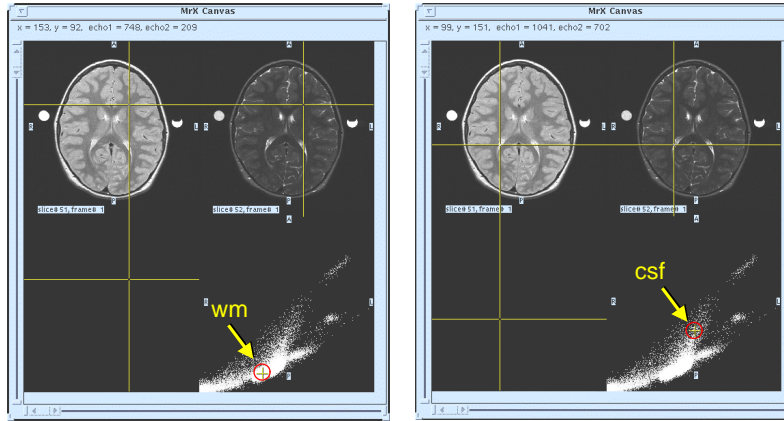 MrX Canvas
x = 153, y = 92, echo1 = 748, echo2 = 209
A
A
R
R
E
L
P
P
slice# 51, frame# 1
slice# 52, frame# 1
A
R
L
wm
P
MrX Canvas
x = 99, y = 151, echo1 = 1041, echo2 = 702
A
A
R
R
E
L
P
P
slice# 51, frame# 1
slice# 52, frame# 1
A
csf
R
L
P